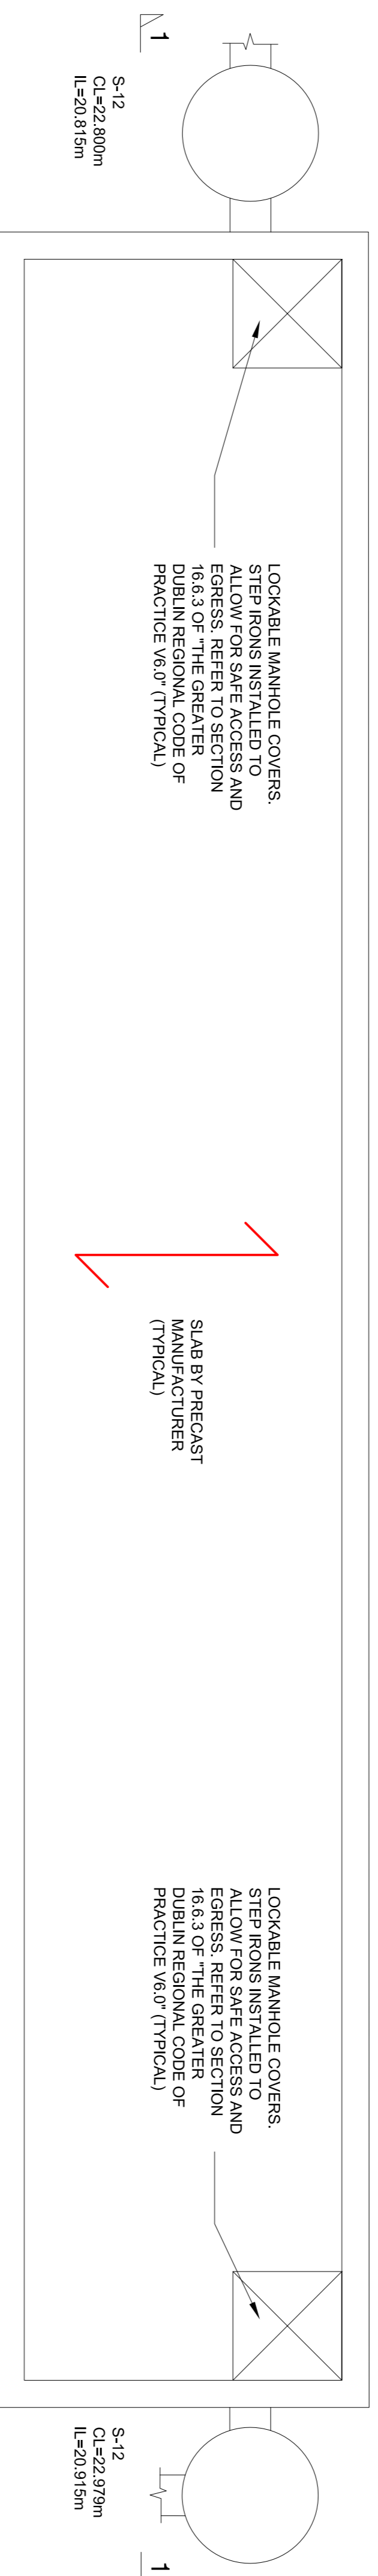 1
S-12
CL=22.800m
IL=20.815m
LOCKABLE MANHOLE COVERS.
STEP IRONS INSTALLED TO
ALLOW FOR SAFE ACCESS AND
EGRESS. REFER TO SECTION
16.6.3 OF "THE GREATER
DUBLIN REGIONAL CODE OF
PRACTICE V6.0" (TYPICAL)
SLAB BY PRECAST
MANUFACTURER
(TYPICAL)
LOCKABLE MANHOLE COVERS.
STEP IRONS INSTALLED TO
ALLOW FOR SAFE ACCESS AND
EGRESS. REFER TO SECTION
16.6.3 OF "THE GREATER
DUBLIN REGIONAL CODE OF
PRACTICE V6.0" (TYPICAL)
S-12
CL=22.979m
IL=20.915m
1